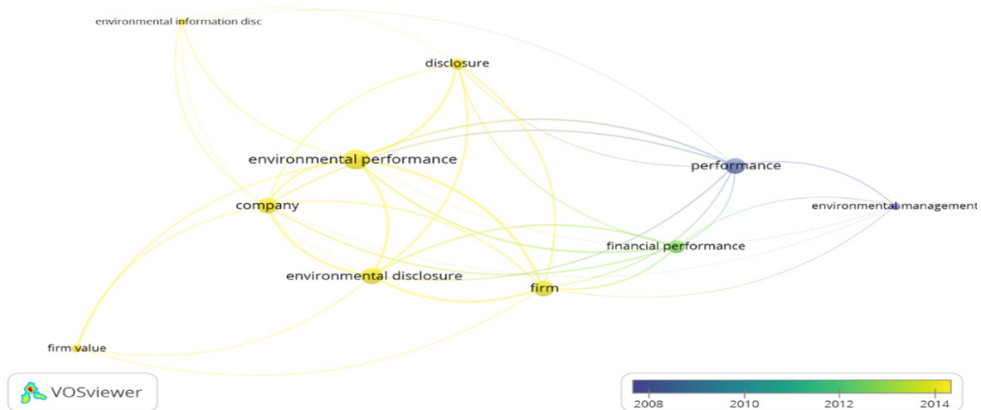 environmental information disc
disclosure
environmental performance
performance
company
environmental management
financial performance
environmental disclosure
firm
firm value
VOSviewer
2008 2010 2012 2014